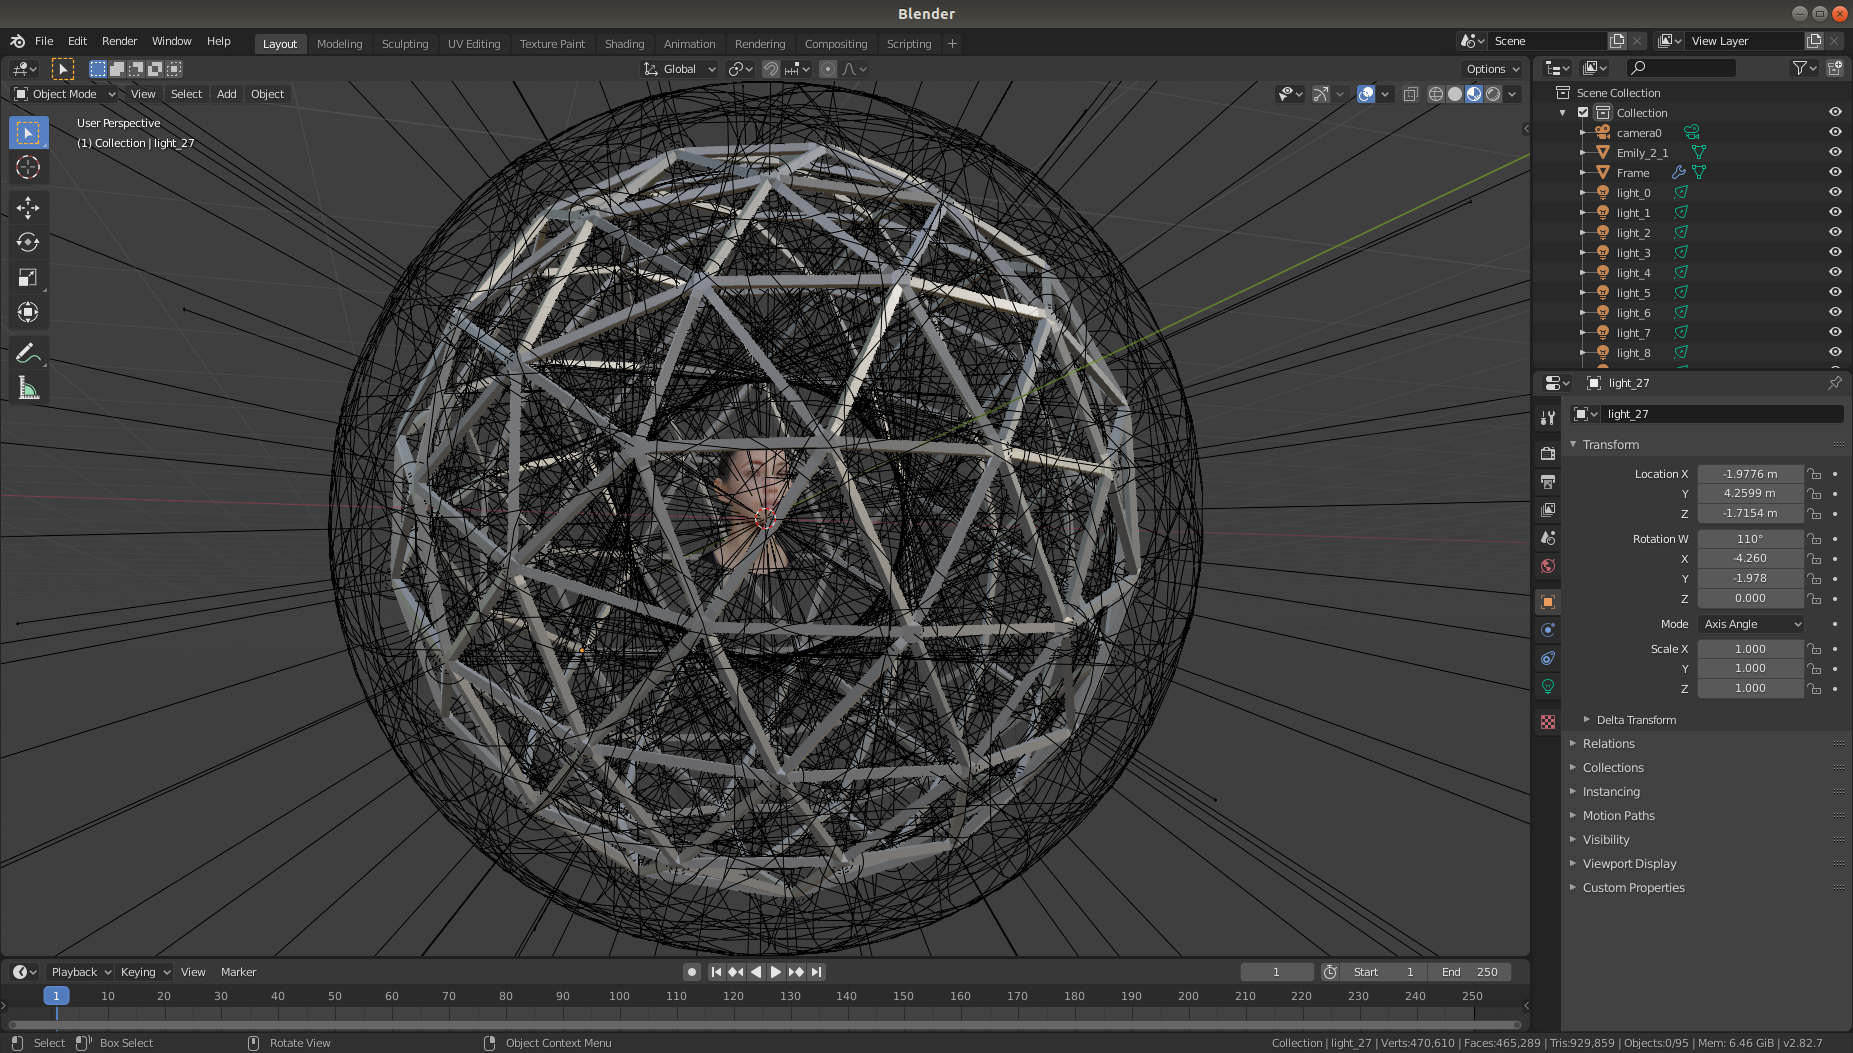 Blender
File Edit Render Window Help
Layout Modeling Sculpting UV Editing Texture Paint Shading Animation Rendering Compositing Scripting +
Scene
View Layer
Global
Options
Object Mode View Select Add Object
User Perspective
(1) Collection | light_27
Scene Collection
Collection
camera0
Emily_2_1
Frame
light_0
light_1
light_2
light_3
light_4
light_5
light_6
light_7
light_8
light_27
light_27
Transform
Location X -1.9776 m
Y 4.2599 m
Z -1.7154 m
Rotation W 110°
X -4.260
Y -1.978
Z 0.000
Mode Axis Angle
Scale X 1.000
Y 1.000
Z 1.000
Delta Transform
Relations
Collections
Instancing
Motion Paths
Visibility
Viewport Display
Custom Properties
Playback Keying View Marker
1 Start 1 End 250
1 10 20 30 40 50 60 70 80 90 100 110 120 130 140 150 160 170 180 190 200 210 220 230 240 250
Select Box Select Rotate View Object Context Menu
Collection | light_27 | Verts:470,610 | Faces:465,289 | Tris:929,859 | Objects:0/95 | Mem: 6.46 GiB | v2.82.7